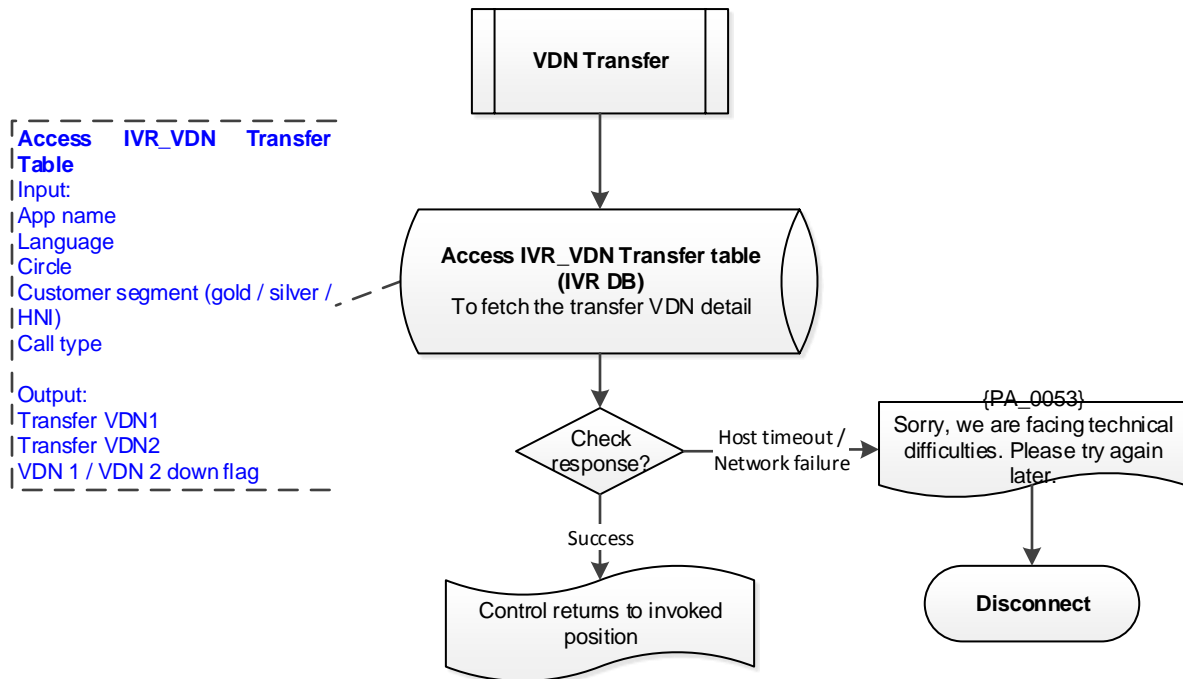 VDN Transfer
Access IVR_VDN Transfer
Table
Input:
App name
Language
Circle
Customer segment (gold / silver /
HNI)
Call type
Output:
Transfer VDN1
Transfer VDN2
VDN 1 / VDN 2 down flag
Access IVR_VDN Transfer table
(IVR DB)
To fetch the transfer VDN detail
Check
response?
Host timeout /
Network failure
{PA_0053}
Sorry, we are facing technical
difficulties. Please try again
later.
Success
Control returns to invoked
position
Disconnect